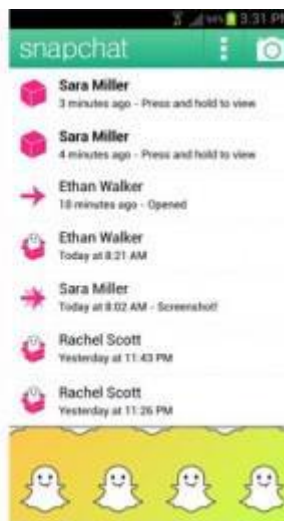 3:31 PM
snapchat
Sara Miller
3 minutes ago - Press and hold to view
Sara Miller
4 minutes ago - Press and hold to view
Ethan Walker
18 minutes ago - Opened
Ethan Walker
Today at 8:21 AM
Sara Miller
Today at 8:02 AM - Screenshot!
Rachel Scott
Yesterday at 11:43 PM
Rachel Scott
Yesterday at 11:26 PM